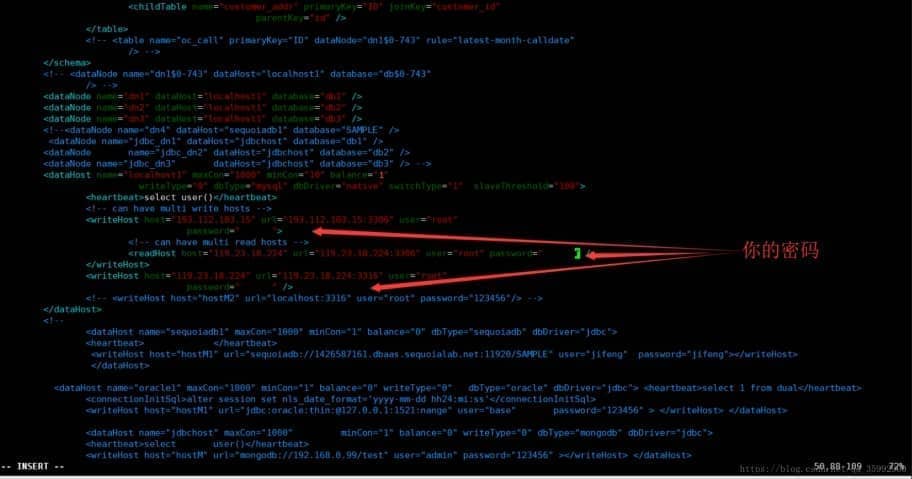 <childTable name="customer_addr" primaryKey="ID" joinKey="customer_id"
parentKey="id" />
</table>
<!-- <table name="oc_call" primaryKey="ID" dataNode="dn1$0-743" rule="latest-month-calldate"
/> -->
</schema>
<!-- <dataNode name="dn1$0-743" dataHost="localhost1" database="db$0-743"
/> -->
<dataNode name="dn1" dataHost="localhost1" database="db1" />
<dataNode name="dn2" dataHost="localhost1" database="db2" />
<dataNode name="dn3" dataHost="localhost1" database="db3" />
<!--<dataNode name="dn4" dataHost="sequoiadb1" database="SAMPLE" />
<dataNode name="jdbc_dn1" dataHost="jdbchost" database="db1" />
<dataNode name="jdbc_dn2" dataHost="jdbchost" database="db2" />
<dataNode name="jdbc_dn3" dataHost="jdbchost" database="db3" /> -->
<dataHost name="localhost1" maxCon="1000" minCon="10" balance="1"
writeType="0" dbType="mysql" dbDriver="native" switchType="1" slaveThreshold="100">
<heartbeat>select user()</heartbeat>
<!-- can have multi write hosts -->
<writeHost host="193.112.103.15" url="193.112.103.15:3306" user="root"
password=" ">
<!-- can have multi read hosts -->
<readHost host="119.23.18.224" url="119.23.18.224:3306" user="root" password=" " />
你的密码
</writeHost>
<writeHost host="119.23.18.224" url="119.23.18.224:3316" user="root"
password=" " />
<!-- <writeHost host="hostM2" url="localhost:3316" user="root" password="123456"/> -->
</dataHost>
<!--
<dataHost name="sequoiadb1" maxCon="1000" minCon="1" balance="0" dbType="sequoiadb" dbDriver="jdbc">
<heartbeat> </heartbeat>
<writeHost host="hostM1" url="sequoiadb://1426587161.dbaas.sequoialab.net:11920/SAMPLE" user="jifeng" password="jifeng"></writeHost>
</dataHost>
<dataHost name="oracle1" maxCon="1000" minCon="1" balance="0" writeType="0" dbType="oracle" dbDriver="jdbc"> <heartbeat>select 1 from dual</heartbeat>
<connectionInitSql>alter session set nls_date_format='yyyy-mm-dd hh24:mi:ss'</connectionInitSql>
<writeHost host="hostM1" url="jdbc:oracle:thin:@127.0.0.1:1521:nange" user="base" password="123456" > </writeHost> </dataHost>
<dataHost name="jdbchost" maxCon="1000" minCon="1" balance="0" writeType="0" dbType="mongodb" dbDriver="jdbc">
<heartbeat>select user()</heartbeat>
<writeHost host="hostM" url="mongodb://192.168.0.99/test" user="admin" password="123456" ></writeHost> </dataHost>
-- INSERT -- 50,88-109 72%